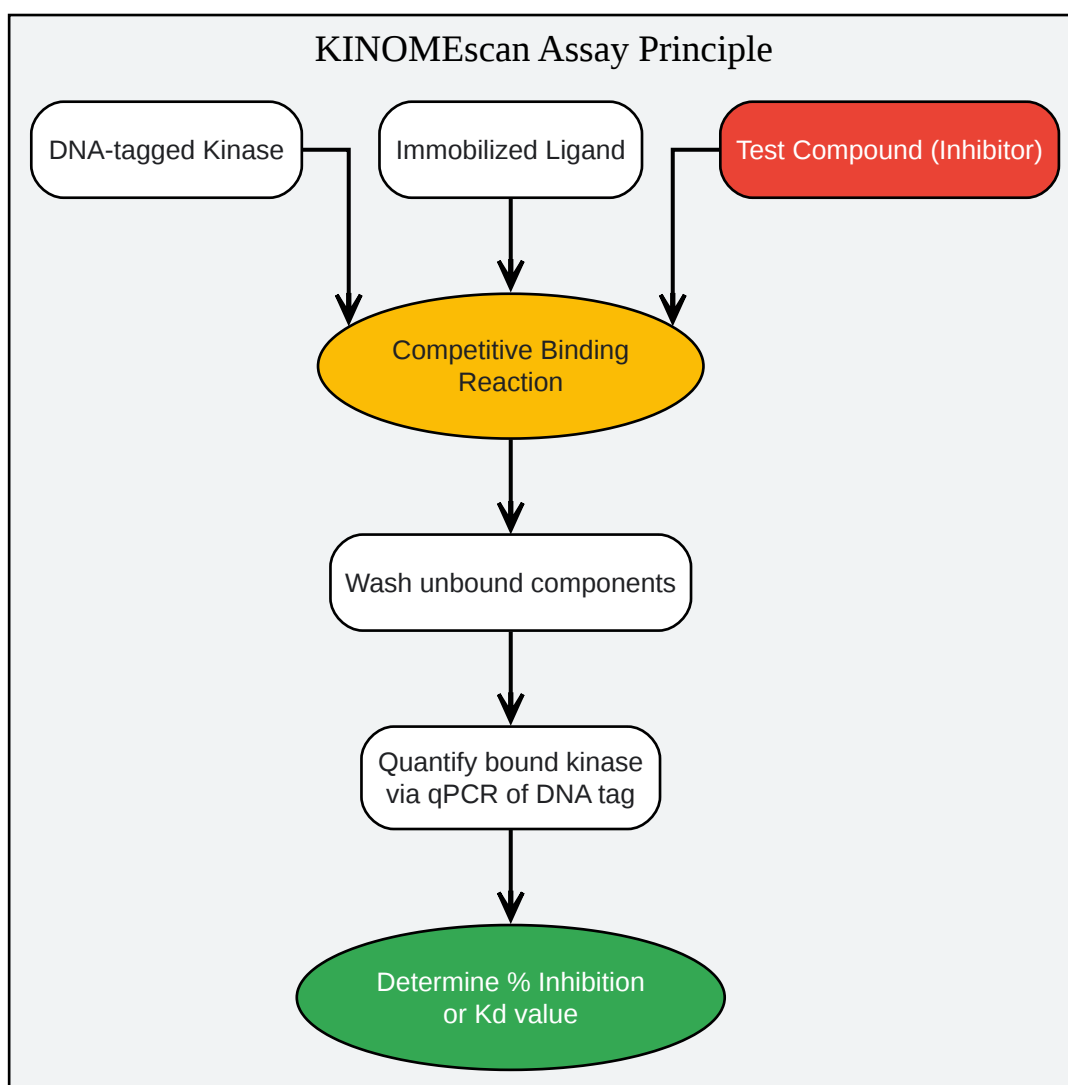 KINOMEscan Assay Principle
DNA-tagged Kinase
Immobilized Ligand
Test Compound (Inhibitor)
Competitive Binding
Reaction
Wash unbound components
Quantify bound kinase
via qPCR of DNA tag
Determine % Inhibition
or Kd value